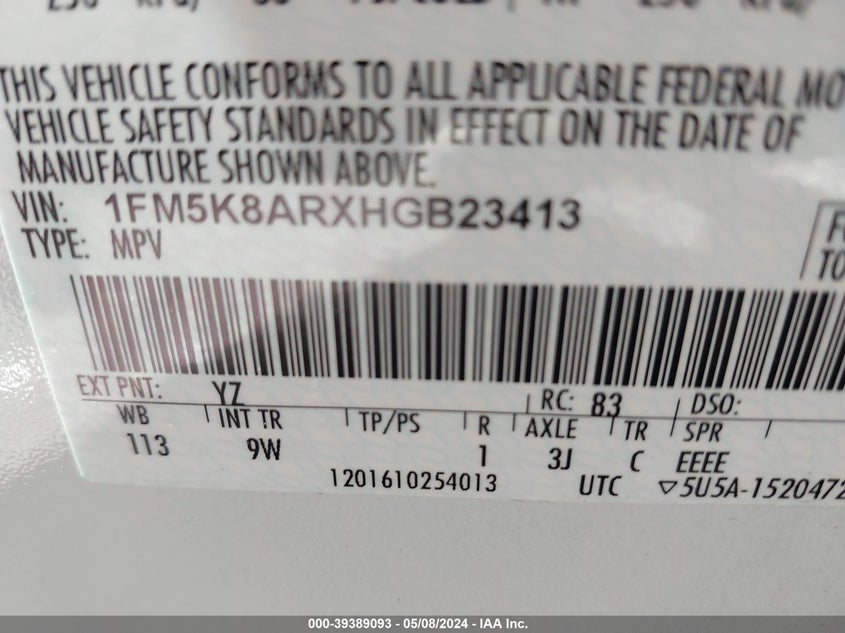 THIS VEHICLE CONFORMS TO ALL APPLICABLE FEDERAL MO
VEHICLE SAFETY STANDARDS IN EFFECT ON THE DATE OF
MANUFACTURE SHOWN ABOVE.
VIN: 1FM5K8ARXHGB23413
TYPE: MPV
EXT PNT: YZ RC: 83 DSO:
WB INT TR TP/PS R AXLE TR SPR
113 9W 1 3J C EEEE
1201610254013 UTC ▽5U5A-1520472
000-39389093 - 05/08/2024 - IAA Inc.